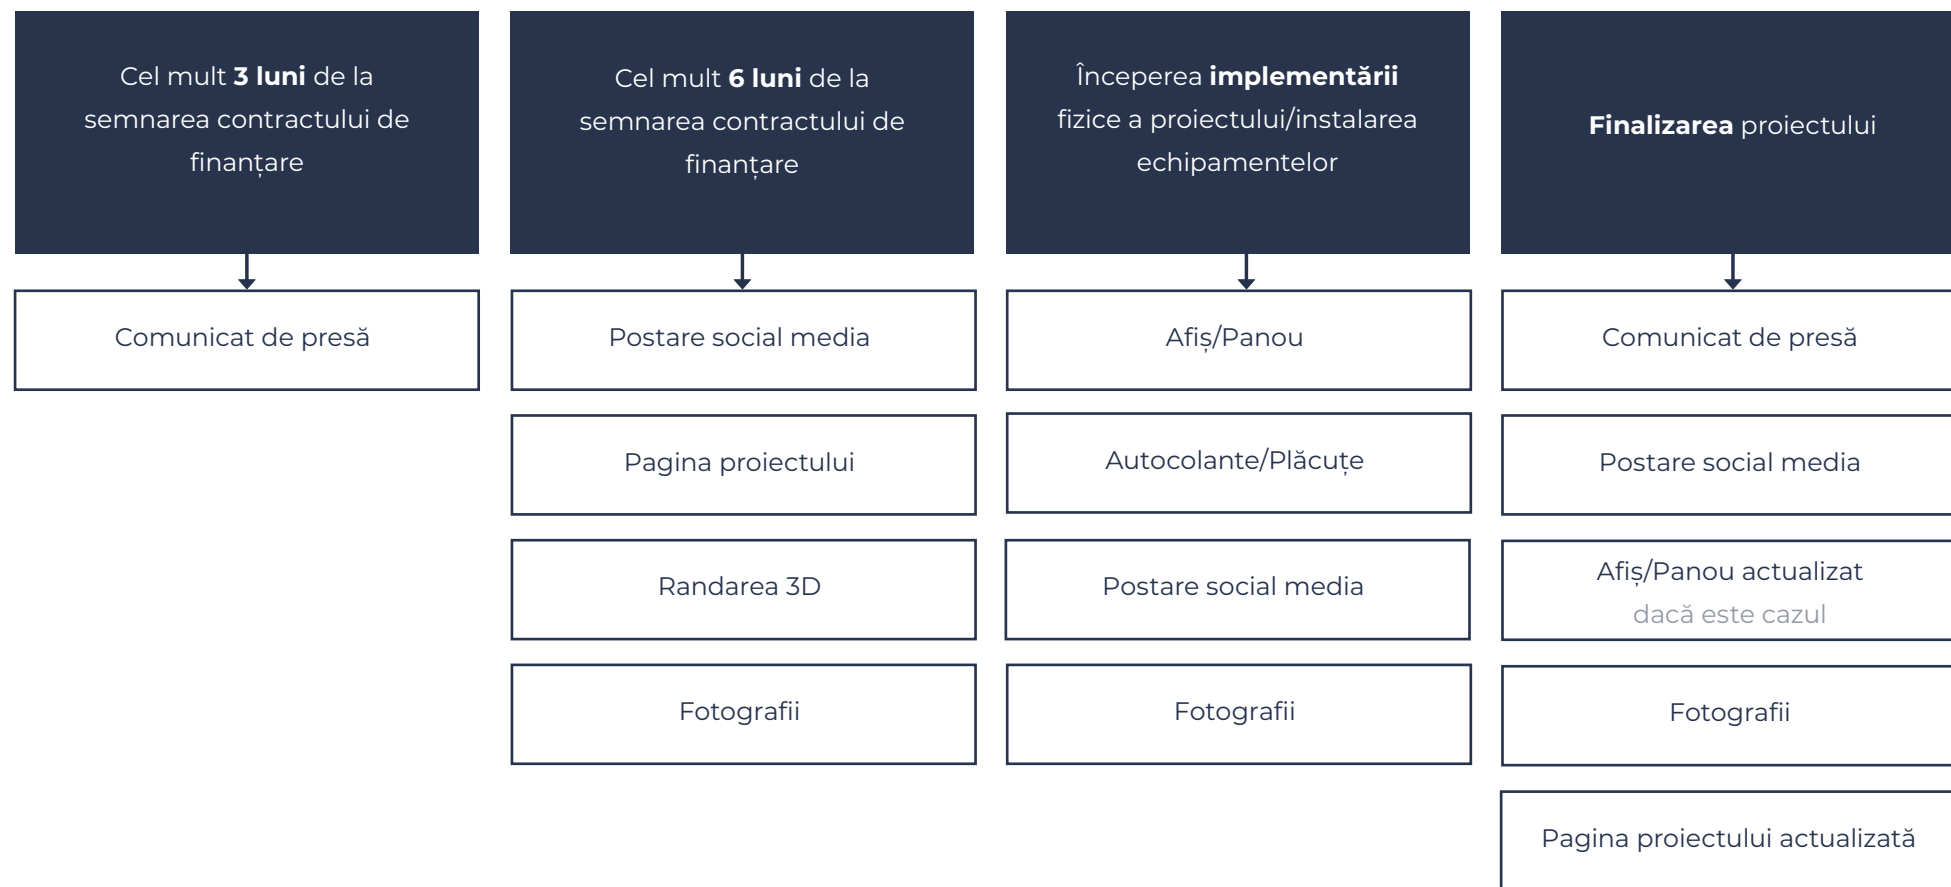 Cel mult 3 luni de la
semnarea contractului de
finanțare
Comunicat de presă
Cel mult 6 luni de la
semnarea contractului de
finanțare
Postare social media
Pagina proiectului
Randarea 3D
Fotografii
Începerea implementării
fizice a proiectului/instalarea
echipamentelor
Afiș/Panou
Autocolante/Plăcuțe
Postare social media
Fotografii
Finalizarea proiectului
Comunicat de presă
Postare social media
Afiș/Panou actualizat
dacă este cazul
Fotografii
Pagina proiectului actualizată